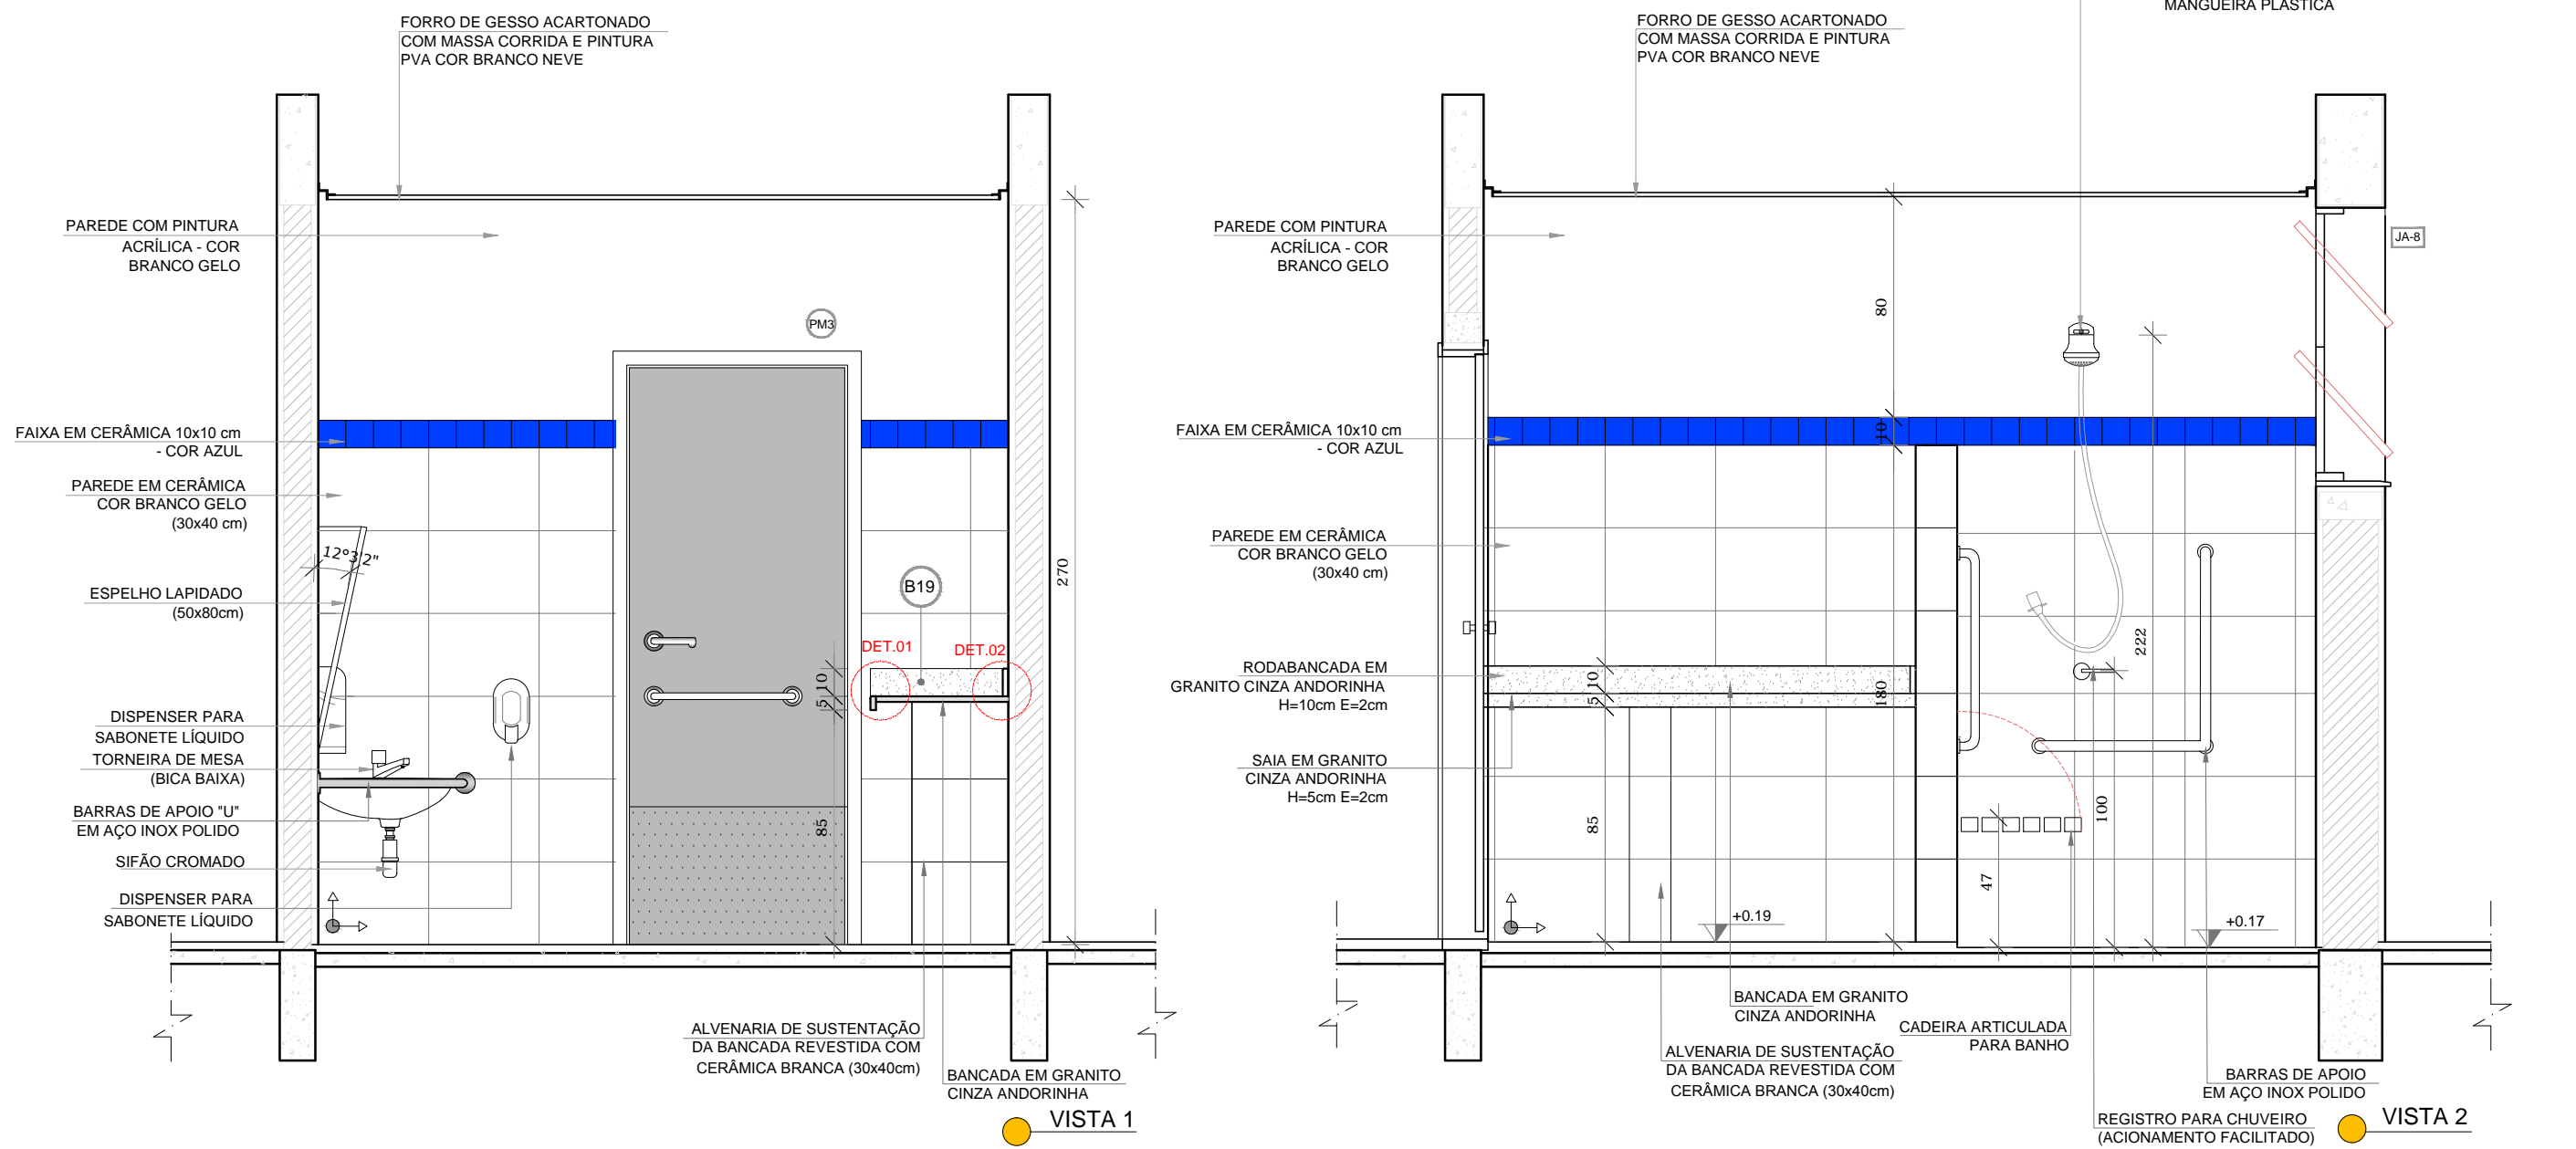 FORRO DE GESSO ACARTONADO
COM MASSA CORRIDA E PINTURA
PVA COR BRANCO NEVE
PAREDE COM PINTURA
ACRÍLICA - COR
BRANCO GELO
PM3
FAIXA EM CERÂMICA 10x10 cm
- COR AZUL
PAREDE EM CERÂMICA
COR BRANCO GELO
(30x40 cm)
12°3'2"
270
ESPELHO LAPIDADO
(50x80cm)
B19
DET.01
DET.02
10
5
85
DISPENSER PARA
SABONETE LÍQUIDO
TORNEIRA DE MESA
(BICA BAIXA)
BARRAS DE APOIO "U"
EM AÇO INOX POLIDO
SIFÃO CROMADO
DISPENSER PARA
SABONETE LÍQUIDO
ALVENARIA DE SUSTENTAÇÃO
DA BANCADA REVESTIDA COM
CERÂMICA BRANCA (30x40cm)
BANCADA EM GRANITO
CINZA ANDORINHA
VISTA 1
MANGUEIRA PLÁSTICA
FORRO DE GESSO ACARTONADO
COM MASSA CORRIDA E PINTURA
PVA COR BRANCO NEVE
PAREDE COM PINTURA
ACRÍLICA - COR
BRANCO GELO
JA-8
80
FAIXA EM CERÂMICA 10x10 cm
- COR AZUL
10
PAREDE EM CERÂMICA
COR BRANCO GELO
(30x40 cm)
222
RODABANCADA EM
GRANITO CINZA ANDORINHA
H=10cm E=2cm
10
5
180
SAIA EM GRANITO
CINZA ANDORINHA
H=5cm E=2cm
85
100
47
+0.19
+0.17
BANCADA EM GRANITO
CINZA ANDORINHA
CADEIRA ARTICULADA
PARA BANHO
ALVENARIA DE SUSTENTAÇÃO
DA BANCADA REVESTIDA COM
CERÂMICA BRANCA (30x40cm)
BARRAS DE APOIO
EM AÇO INOX POLIDO
REGISTRO PARA CHUVEIRO
(ACIONAMENTO FACILITADO)
VISTA 2